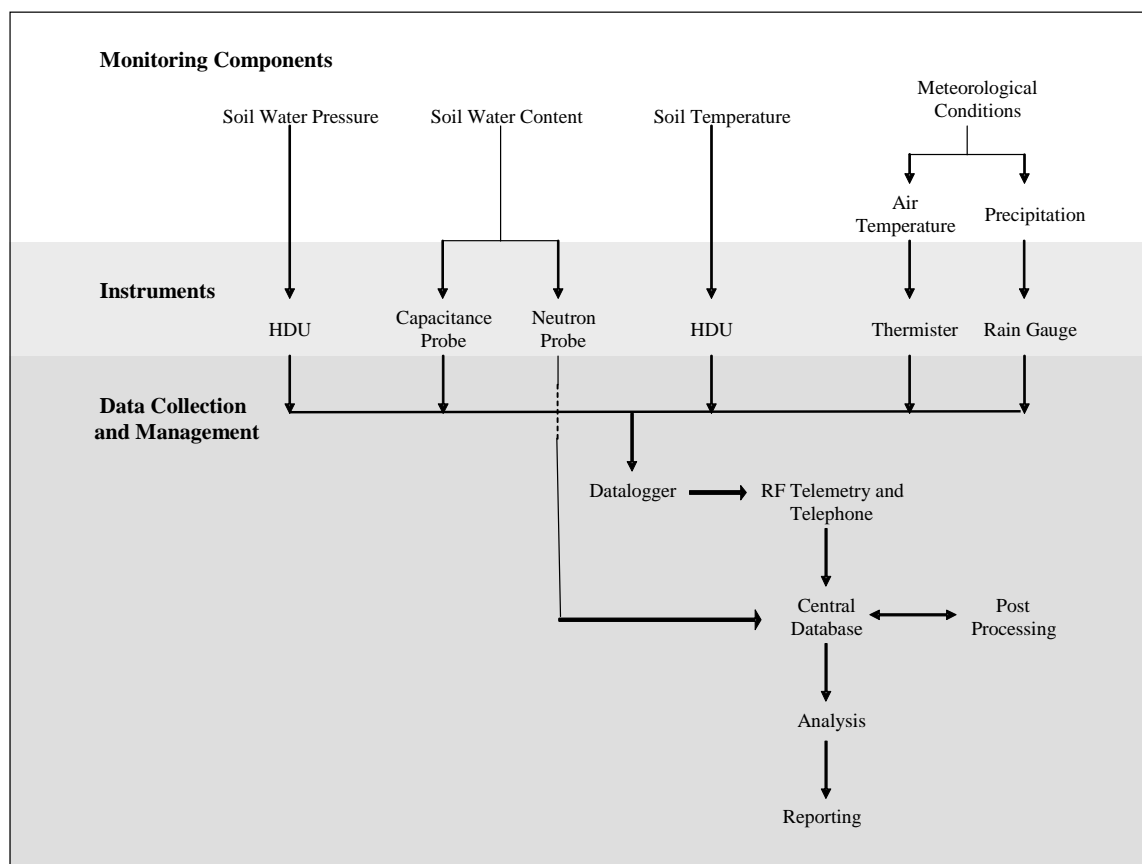 Monitoring Components
Meteorological
Conditions
Soil Water Pressure
Soil Water Content
Soil Temperature
Air
Temperature
Precipitation
Instruments
HDU
Capacitance
Probe
Neutron
Probe
HDU
Thermister
Rain Gauge
Data Collection
and Management
Datalogger
RF Telemetry and
Telephone
Central
Database
Post
Processing
Analysis
Reporting